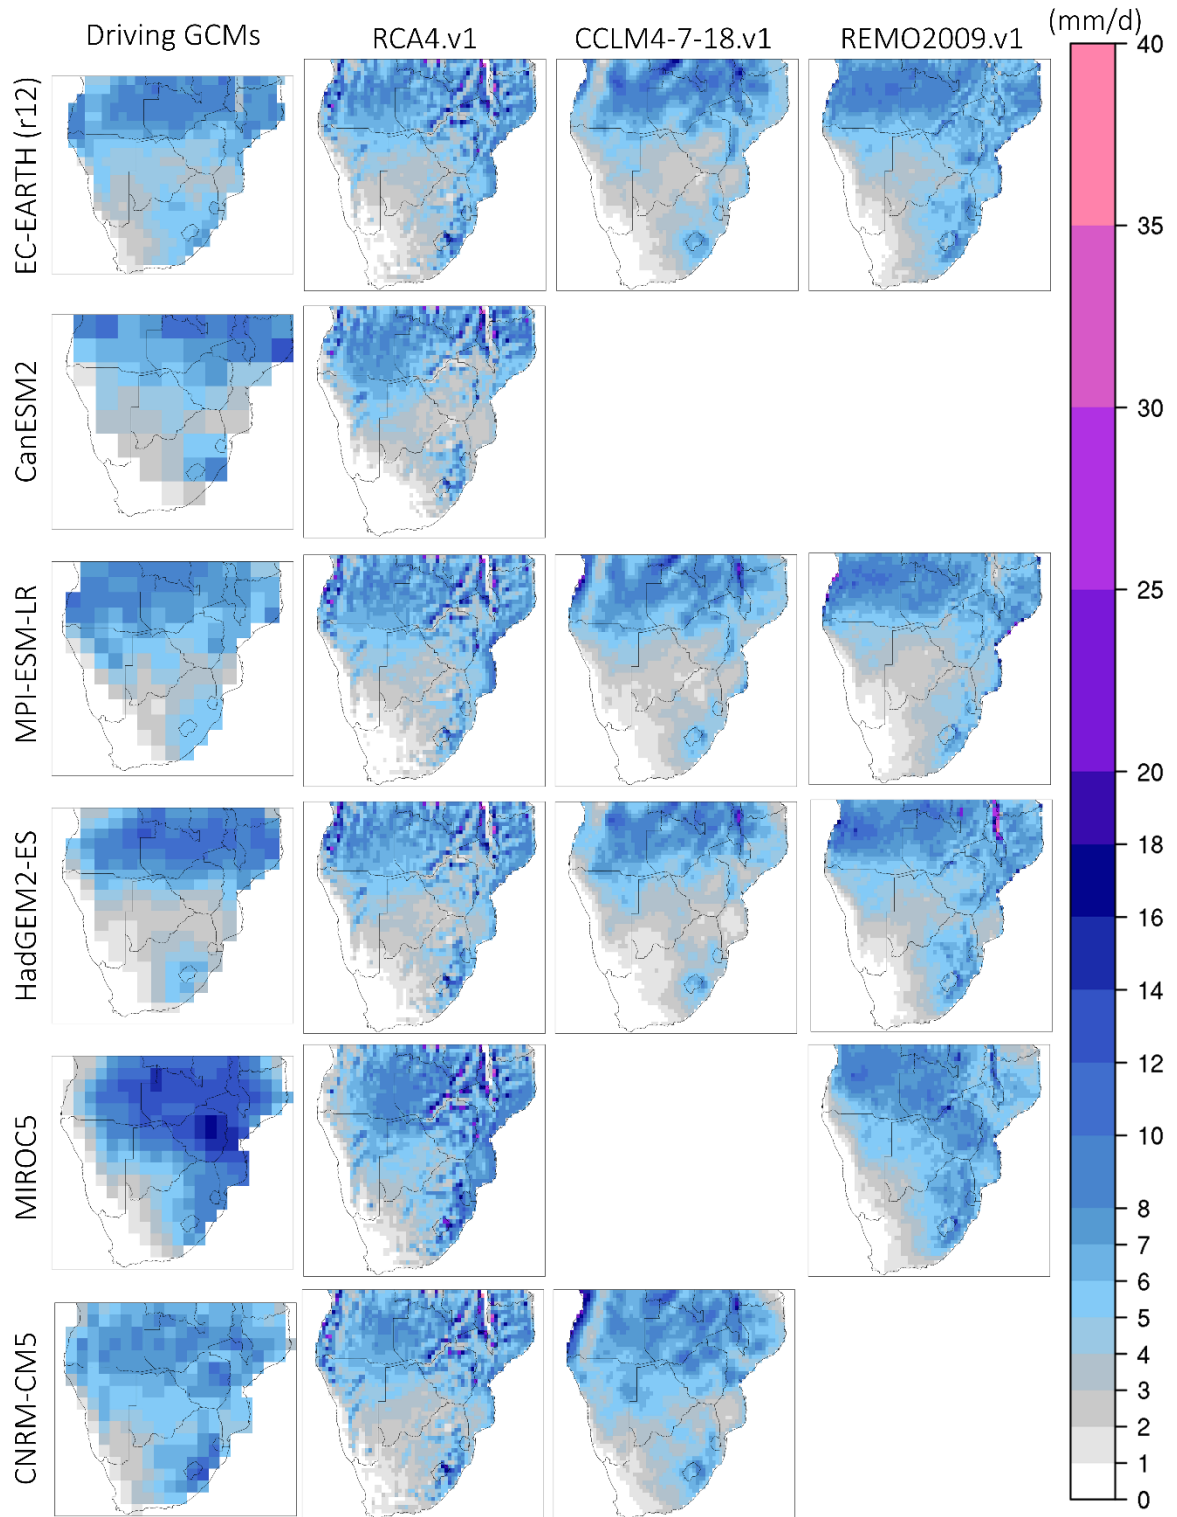 (mm/d)
Driving GCMs RCA4.v1 CCLM4-7-18.v1 REMO2009.v1
EC-EARTH (r12)
CanESM2
MPI-ESM-LR
HadGEM2-ES
MIROC5
CNRM-CM5
40
35
30
25
20
18
16
14
12
10
8
7
6
5
4
3
2
1
0